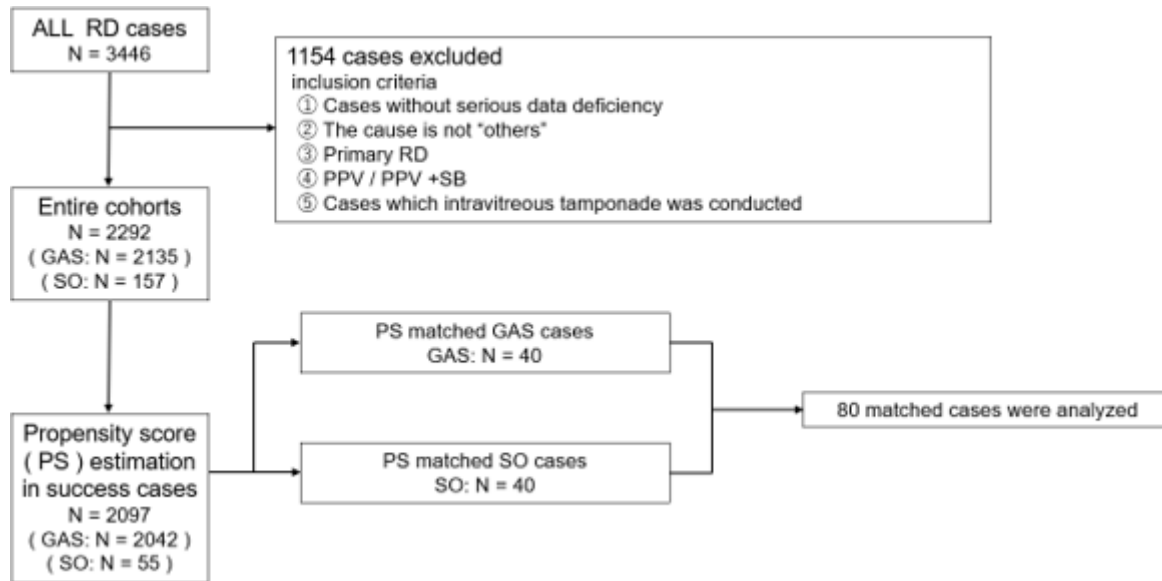 ALL RD cases
N = 3446
1154 cases excluded
inclusion criteria
① Cases without serious data deficiency
② The cause is not “others”
③ Primary RD
④ PPV / PPV +SB
⑤ Cases which intravitreous tamponade was conducted
Entire cohorts
N = 2292
( GAS: N = 2135 )
( SO: N = 157 )
PS matched GAS cases
GAS: N = 40
80 matched cases were analyzed
PS matched SO cases
SO: N = 40
Propensity score
( PS ) estimation
in success cases
N = 2097
( GAS: N = 2042 )
( SO: N = 55 )